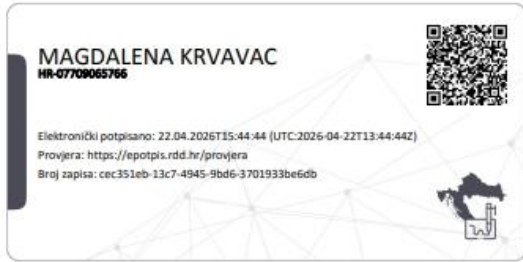 MAGDALENA KRVAVAC
HR-07709065766
Elektronički potpisano: 22.04.2026T15:44:44 (UTC:2026-04-22T13:44:44Z)
Provjera: https://epotpis.rdd.hr/provjera
Broj zapisa: cec351eb-13c7-4945-9bd6-3701933be6db